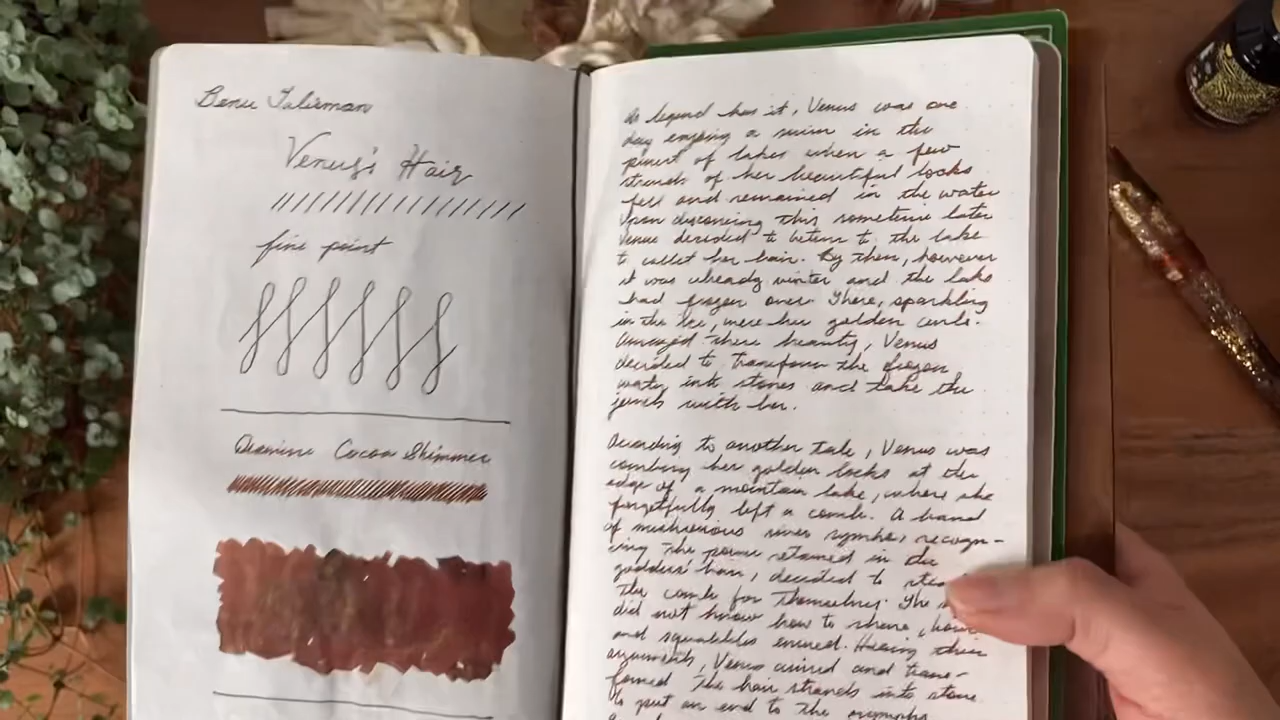 Benu Talisman
Venus's Hair
fine point
Diamine Cocoa Shimmer
As legend has it, Venus was one
day enjoying a swim in the
purest of lakes when a few
strands of her beautiful locks
fell and remained in the water
Upon discovering this sometime later
Venus decided to return to the lake
to collect her hair. By then, however
it was already winter and the lake
had frozen over. There, sparkling
in the ice, were her golden curls.
Amazed there beauty, Venus
decided to transform the frozen
water into stones and take the
jewels with her.
According to another tale, Venus was
combing her golden locks at the
edge of a mountain lake, where she
forgetfully left a comb. A band
of mischievous river nymphs, recogn-
izing the power retained in the
goddess' hair, decided to
the comb for themselves. The
did not know how to share,
and squabbles ensued. Hearing their
arguments, Venus arrived and trans-
formed the hair strands into stone
to put an end to the nymphs